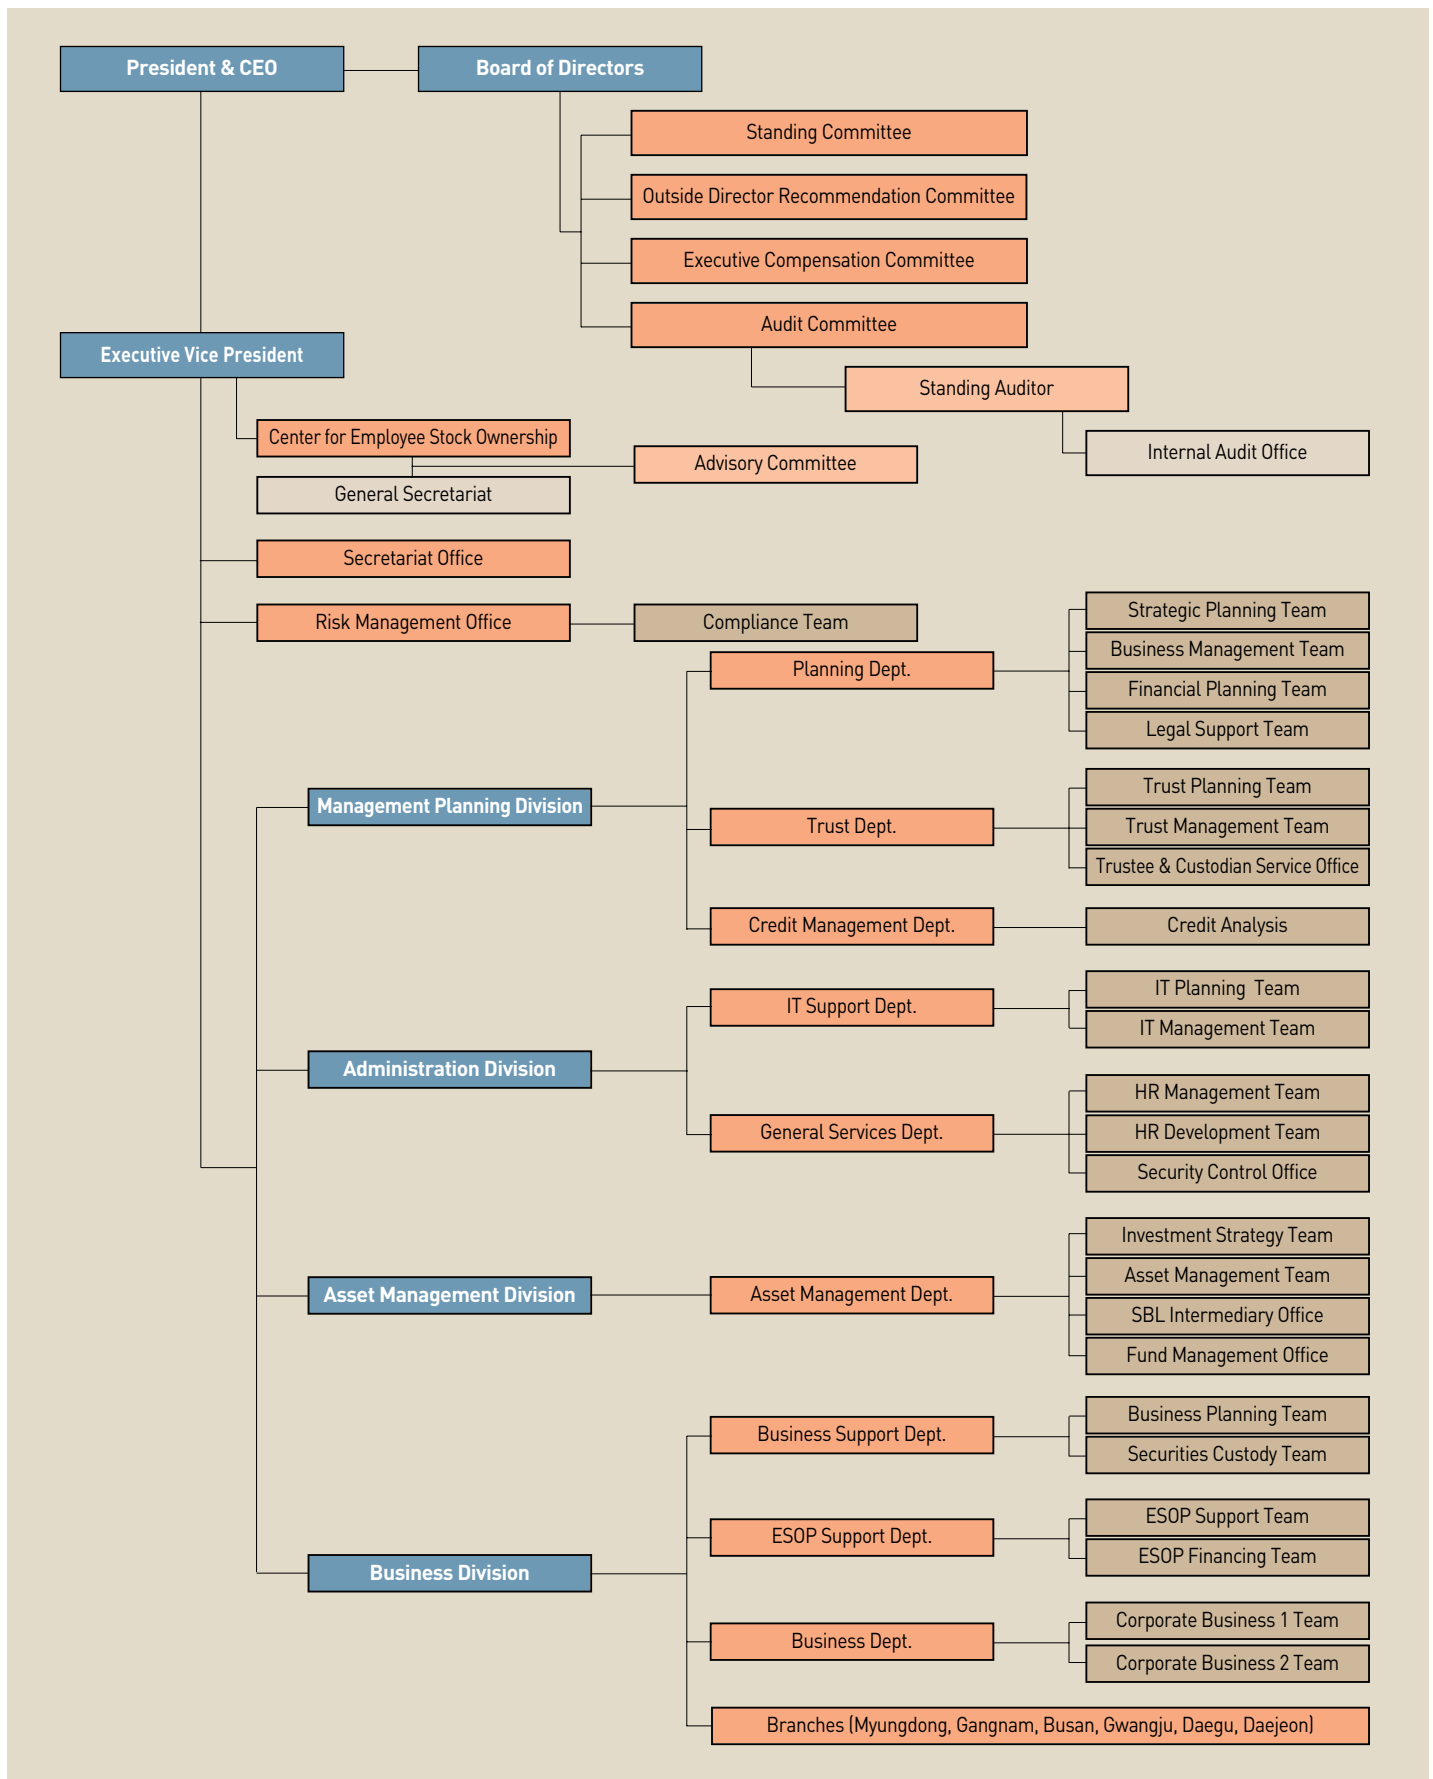 President & CEO
Board of Directors
Standing Committee
Outside Director Recommendation Committee
Executive Compensation Committee
Audit Committee
Executive Vice President
Standing Auditor
Center for Employee Stock Ownership
Internal Audit Office
Advisory Committee
General Secretariat
Secretariat Office
Risk Management Office
Compliance Team
Strategic Planning Team
Business Management Team
Planning Dept.
Financial Planning Team
Legal Support Team
Management Planning Division
Trust Planning Team
Trust Dept.
Trust Management Team
Trustee & Custodian Service Office
Credit Management Dept.
Credit Analysis
IT Planning Team
IT Support Dept.
IT Management Team
Administration Division
HR Management Team
General Services Dept.
HR Development Team
Security Control Office
Investment Strategy Team
Asset Management Team
Asset Management Division
Asset Management Dept.
SBL Intermediary Office
Fund Management Office
Business Planning Team
Business Support Dept.
Securities Custody Team
ESOP Support Team
ESOP Support Dept.
ESOP Financing Team
Business Division
Corporate Business 1 Team
Business Dept.
Corporate Business 2 Team
Branches (Myungdong, Gangnam, Busan, Gwangju, Daegu, Daejeon)